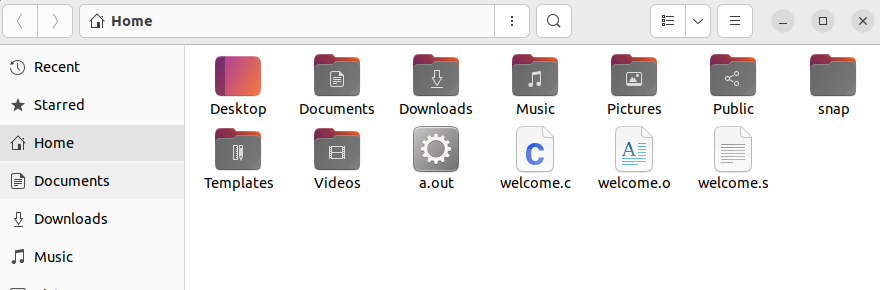 Home
Recent
Starred
Home
Documents
Downloads
Music
Desktop
Documents
Downloads
Music
Pictures
Public
snap
Templates
Videos
a.out
welcome.c
welcome.o
welcome.s